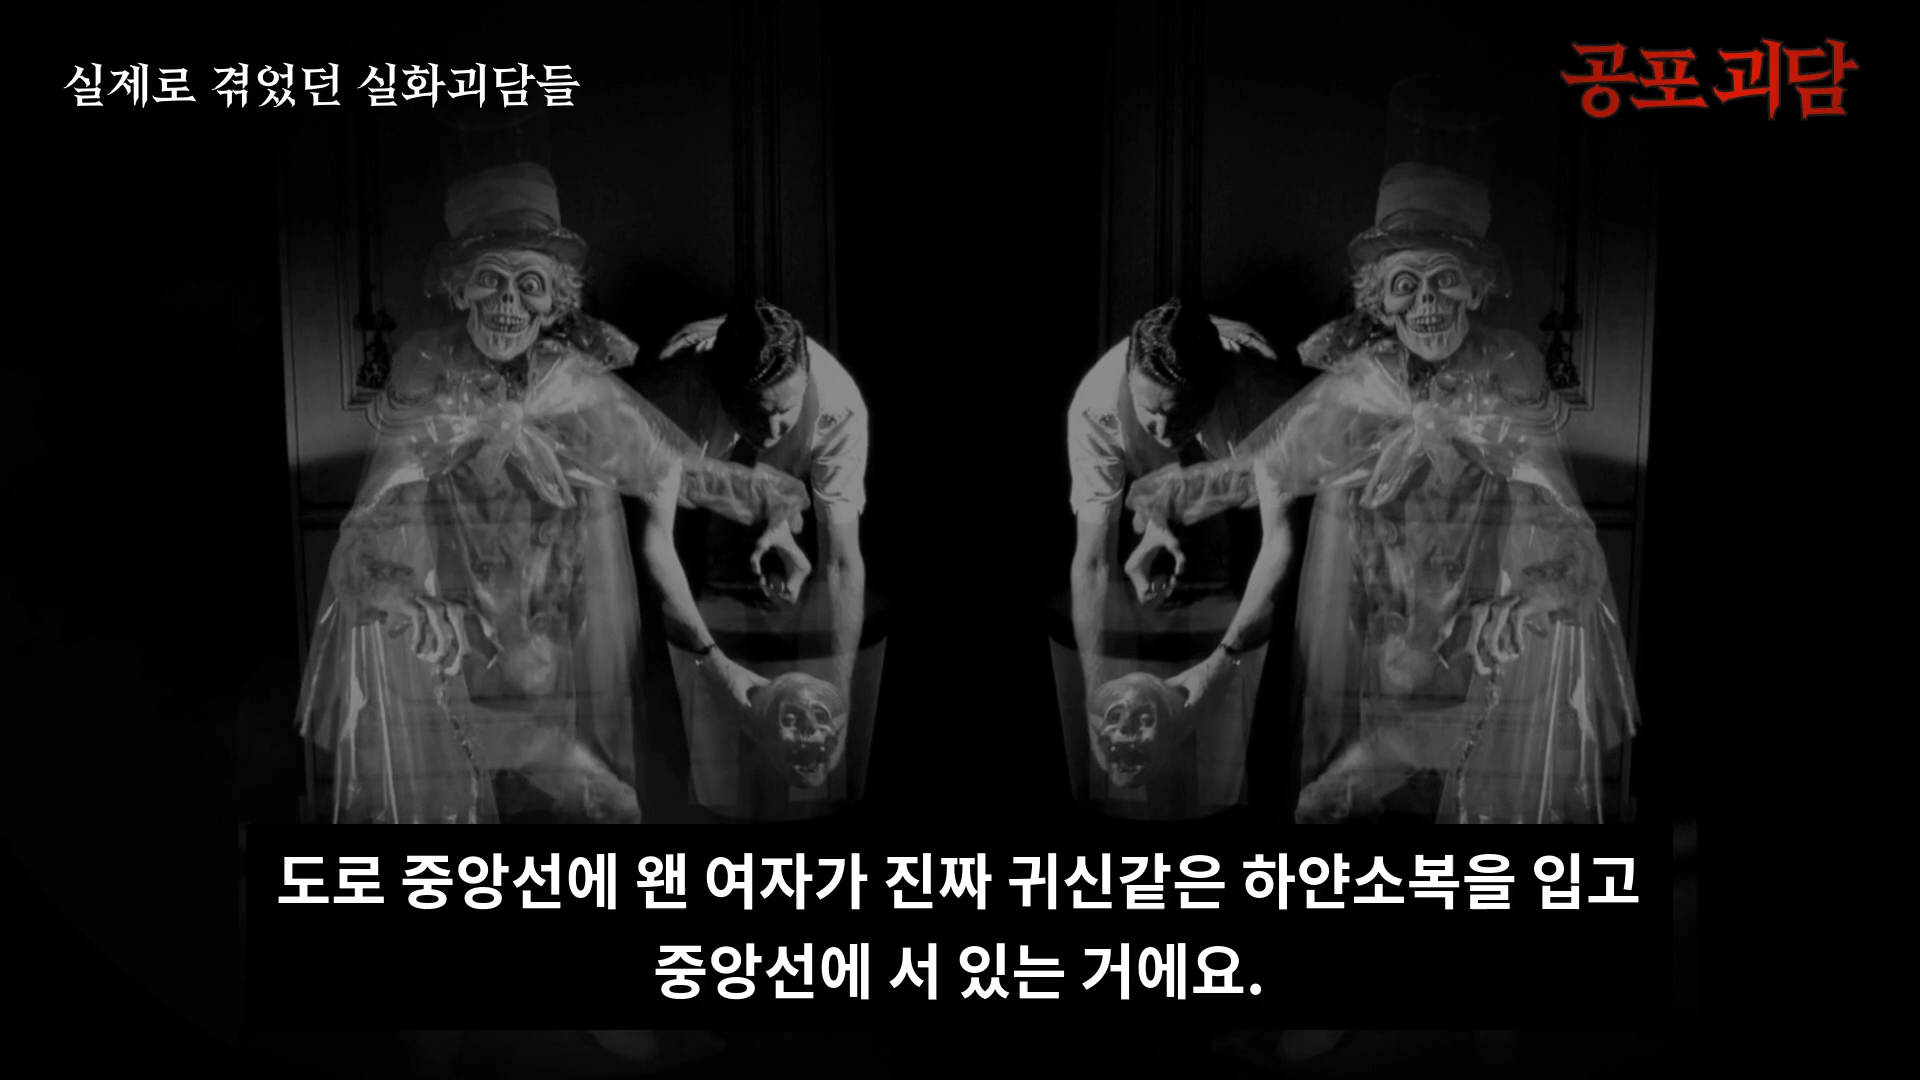 실제로 겪었던 실화괴담들
공포괴담
도로 중앙선에 왠 여자가 진짜 귀신같은 하얀소복을 입고
중앙선에 서 있는 거에요.